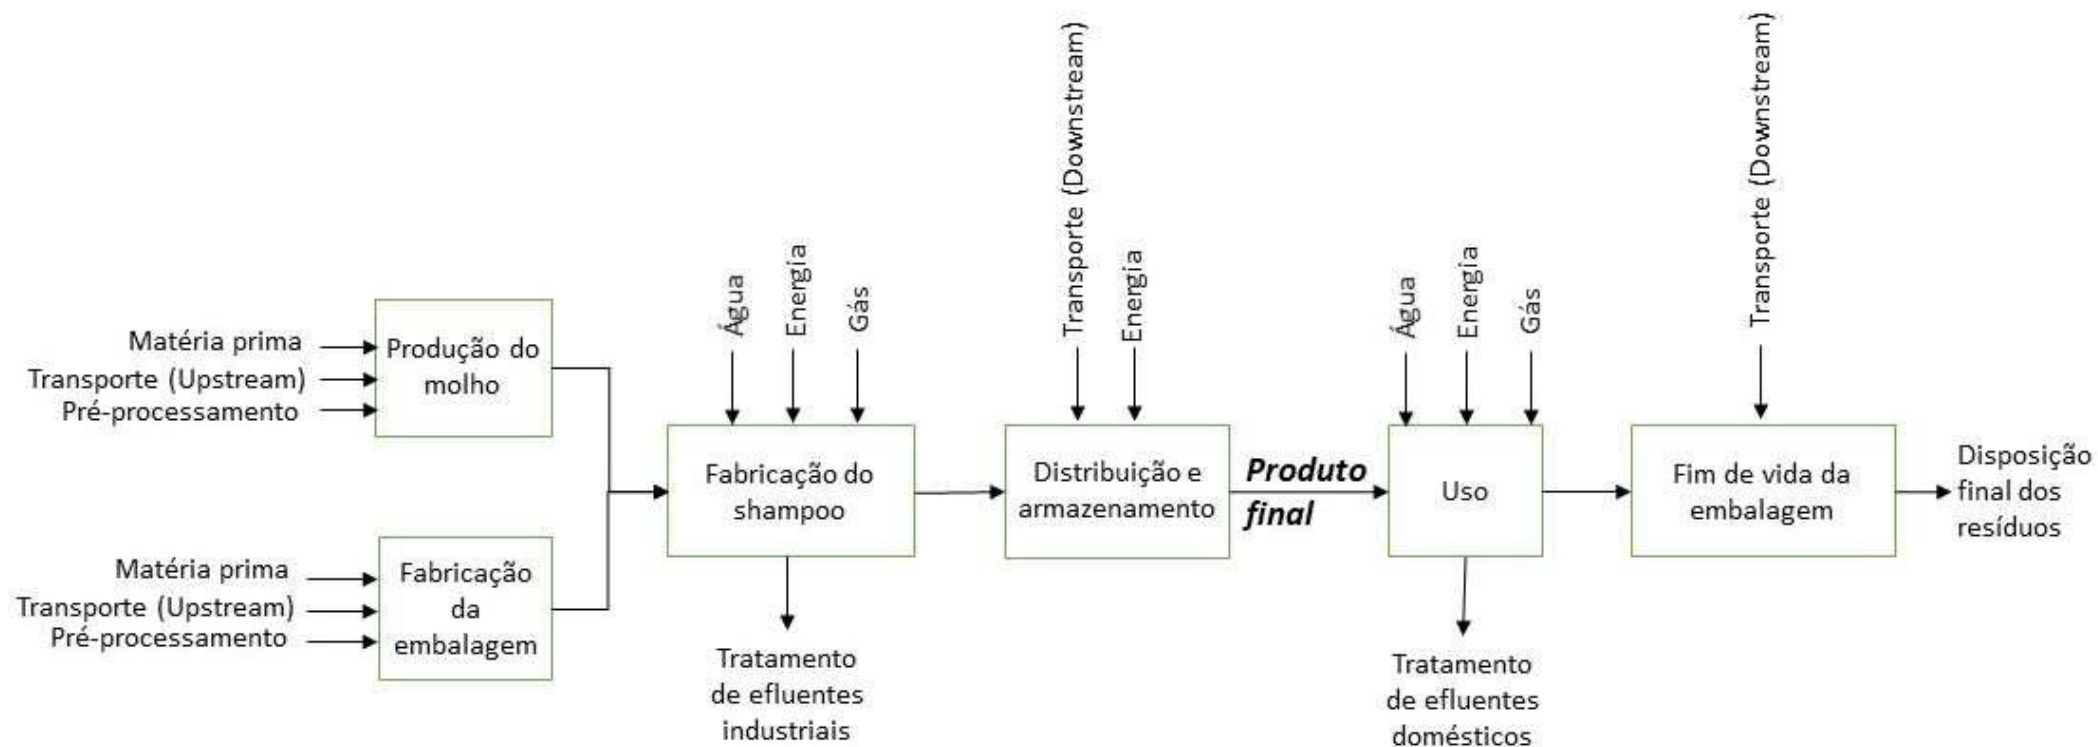 Matéria prima
Transporte (Upstream)
Pré-processamento
Produção do
molho
Matéria prima
Transporte (Upstream)
Pré-processamento
Fabricação
da
embalagem
Água
Energia
Gás
Fabricação do
shampoo
Tratamento
de efluentes
industriais
Transporte (Downstream)
Energia
Distribuição e
armazenamento
Produto
final
Água
Energia
Gás
Uso
Tratamento
de efluentes
domésticos
Transporte (Downstream)
Fim de vida da
embalagem
Disposição
final dos
resíduos